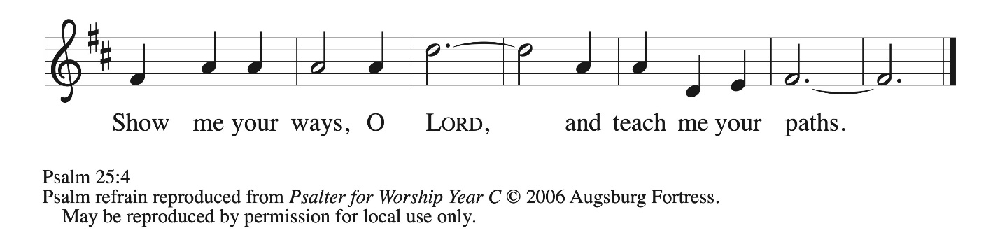 Show me your ways, O LORD, and teach me your paths.
Psalm 25:4
Psalm refrain reproduced from Psalter for Worship Year C © 2006 Augsburg Fortress.
May be reproduced by permission for local use only.